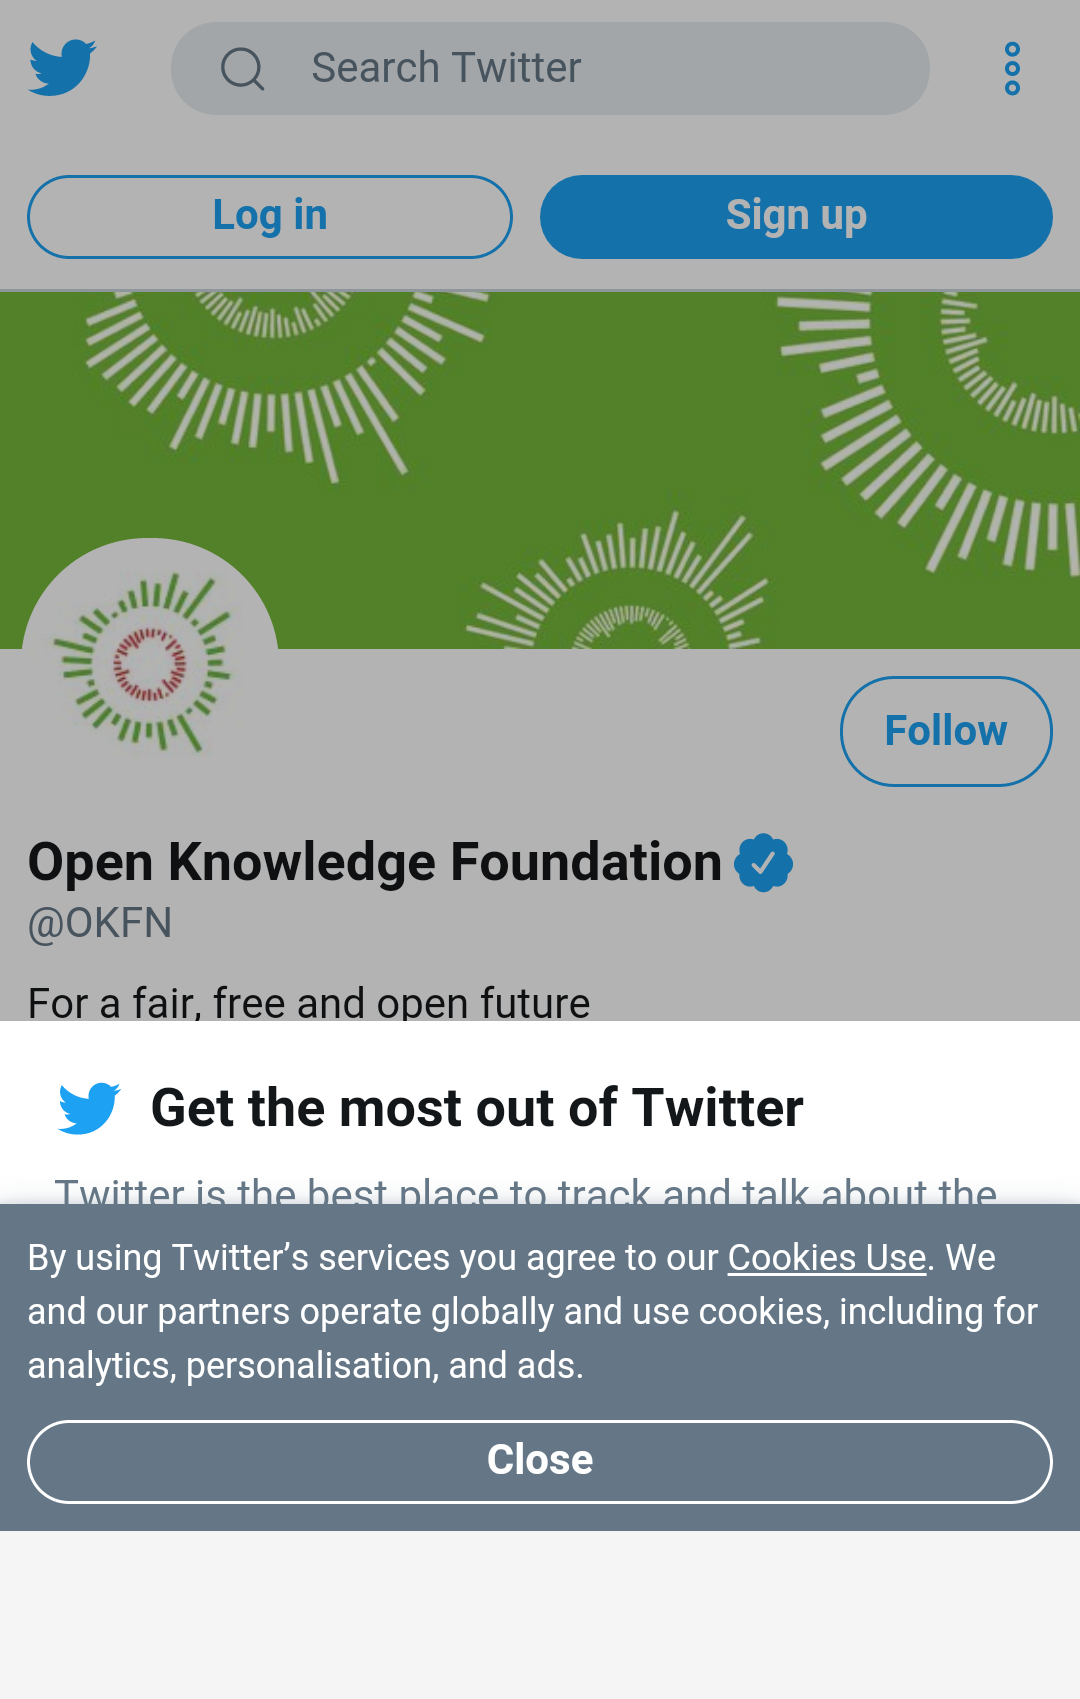 Search Twitter
Log in
Sign up
Follow
Open Knowledge Foundation
@OKFN
For a fair, free and open future
Get the most out of Twitter
Twitter is the best place to track and talk about the
By using Twitter’s services you agree to our Cookies Use. We
and our partners operate globally and use cookies, including for
analytics, personalisation, and ads.
Close